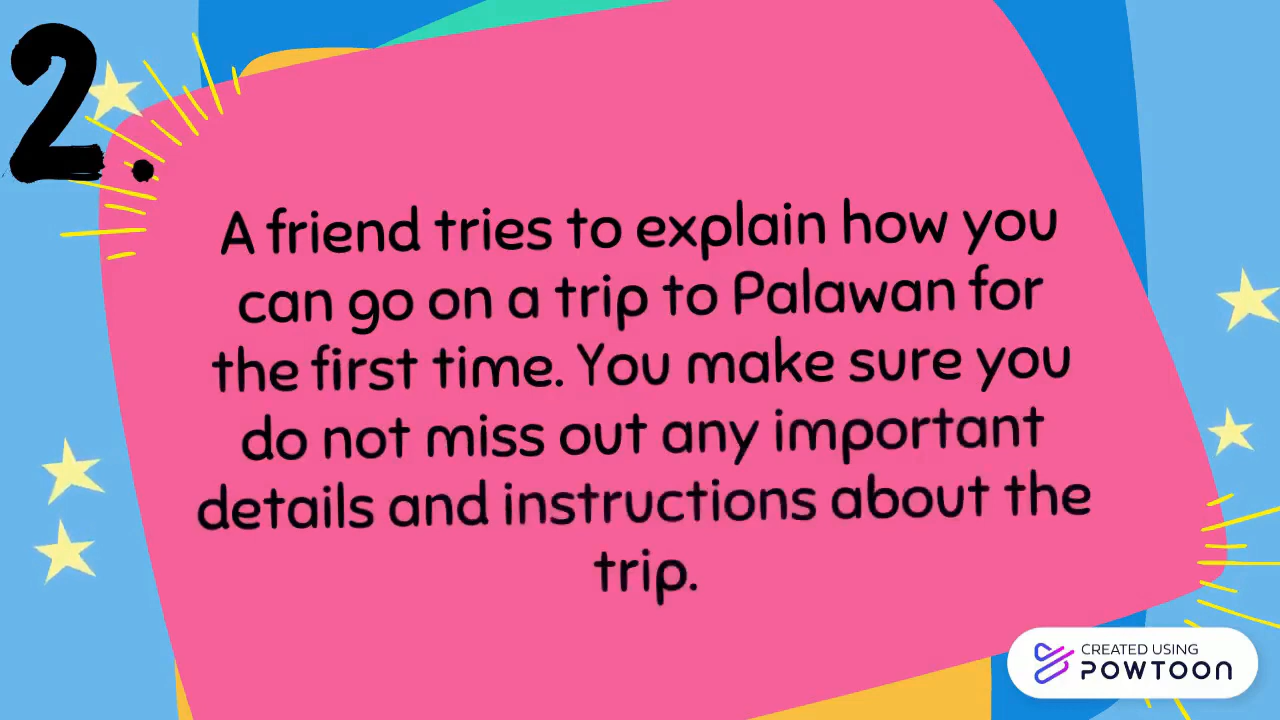 2.
A friend tries to explain how you
can go on a trip to Palawan for
the first time. You make sure you
do not miss out any important
details and instructions about the
trip.
CREATED USING
POWTOON